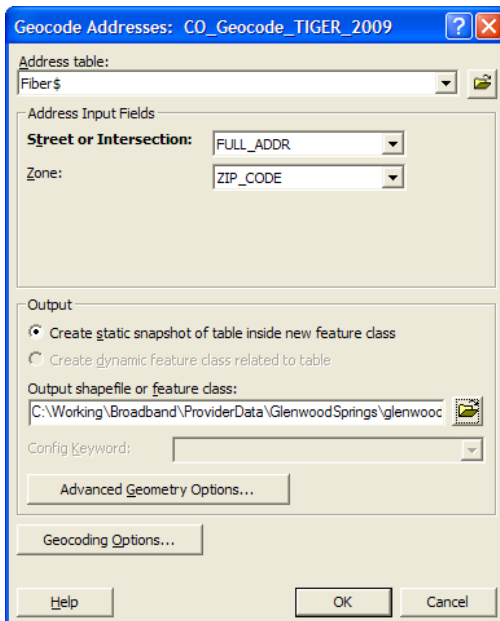 Geocode Addresses: CO_Geocode_TIGER_2009
Address table:
Fiber$
Address Input Fields
Street or Intersection: FULL_ADDR
Zone: ZIP_CODE
Output
Create static snapshot of table inside new feature class
Create dynamic feature class related to table
Output shapefile or feature class:
C:\Working\Broadband\ProviderData\GlenwoodSprings\glenwood
Config Keyword:
Advanced Geometry Options...
Geocoding Options...
Help OK Cancel